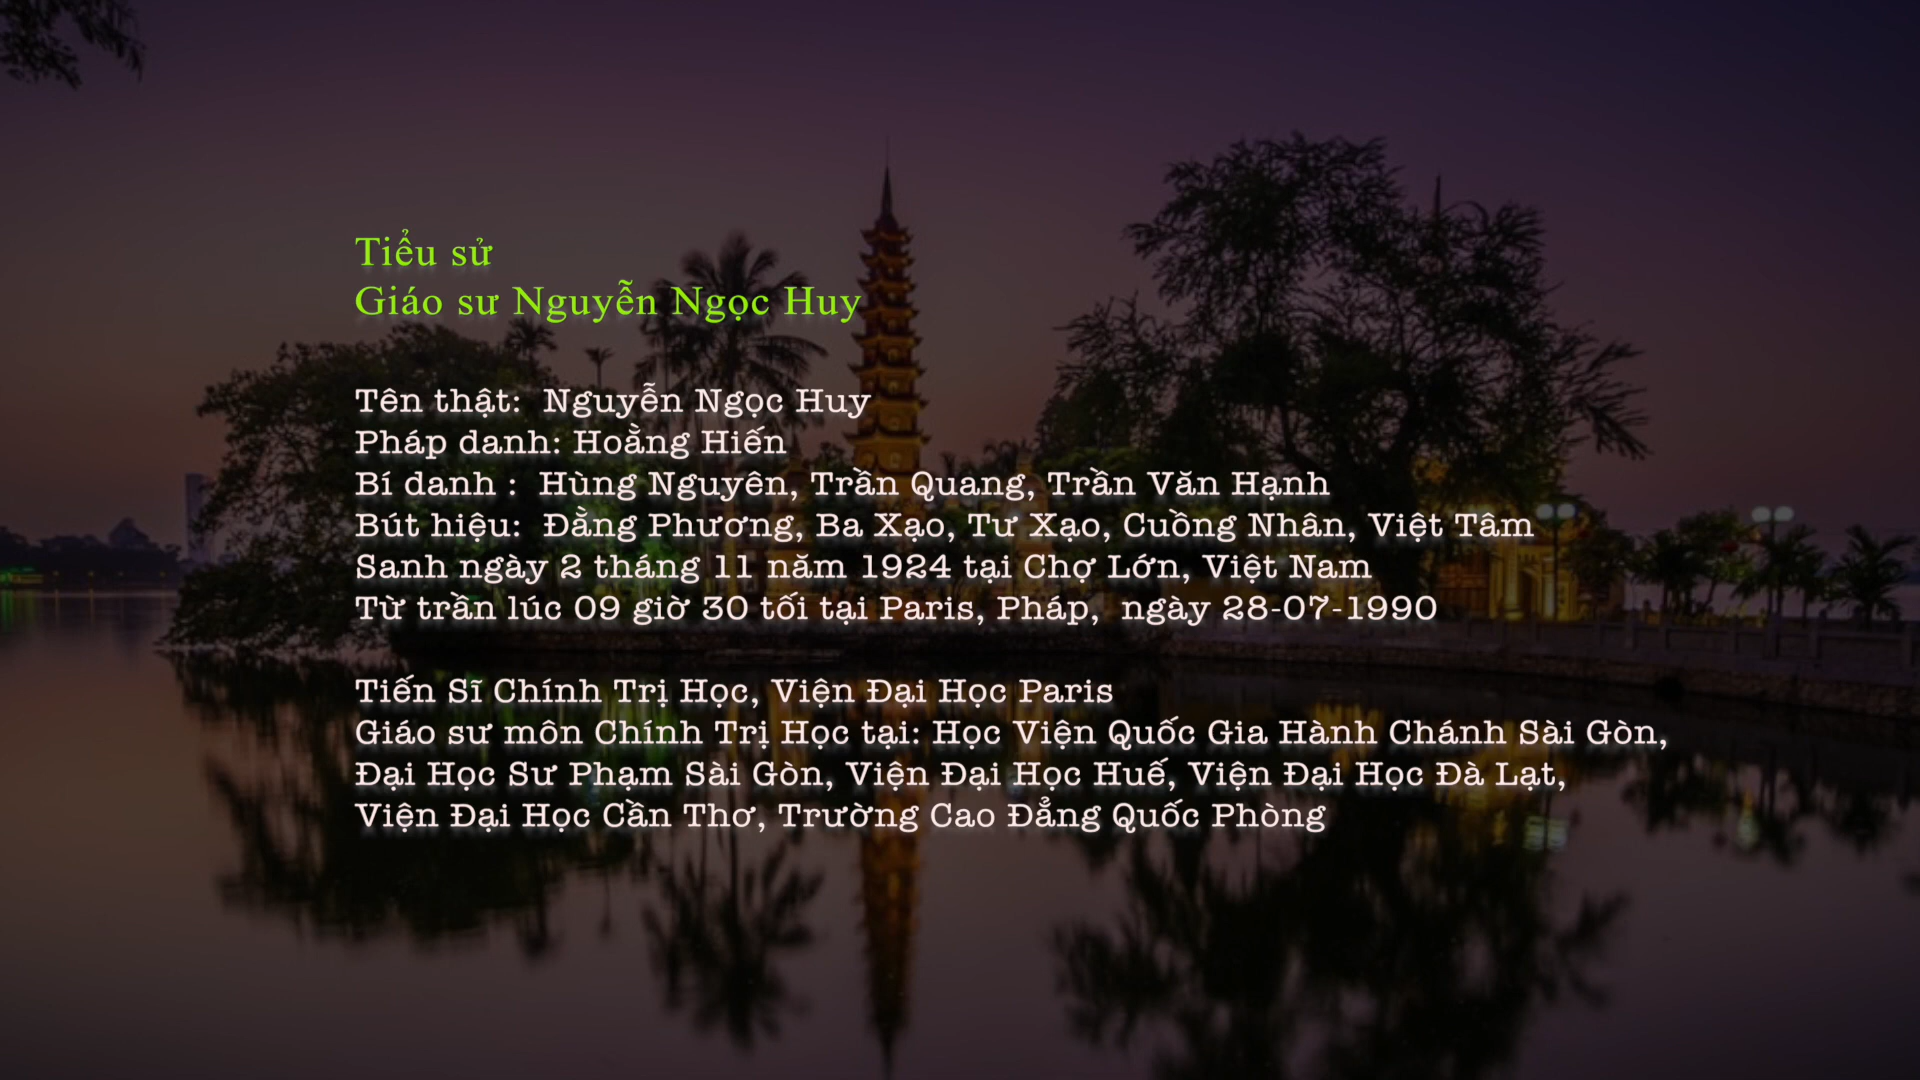 Tiểu sử
Giáo sư Nguyễn Ngọc Huy
Tên thật:  Nguyễn Ngọc Huy
Pháp danh: Hoằng Hiến
Bí danh :  Hùng Nguyên, Trần Quang, Trần Văn Hạnh
Bút hiệu:  Đằng Phương, Ba Xạo, Tư Xạo, Cuồng Nhân, Việt Tâm
Sanh ngày 2 tháng 11 năm 1924 tại Chợ Lớn, Việt Nam
Từ trần lúc 09 giờ 30 tối tại Paris, Pháp,  ngày 28-07-1990
Tiến Sĩ Chính Trị Học, Viện Đại Học Paris
Giáo sư môn Chính Trị Học tại: Học Viện Quốc Gia Hành Chánh Sài Gòn,
Đại Học Sư Phạm Sài Gòn, Viện Đại Học Huế, Viện Đại Học Đà Lạt,
Viện Đại Học Cần Thơ, Trường Cao Đẳng Quốc Phòng